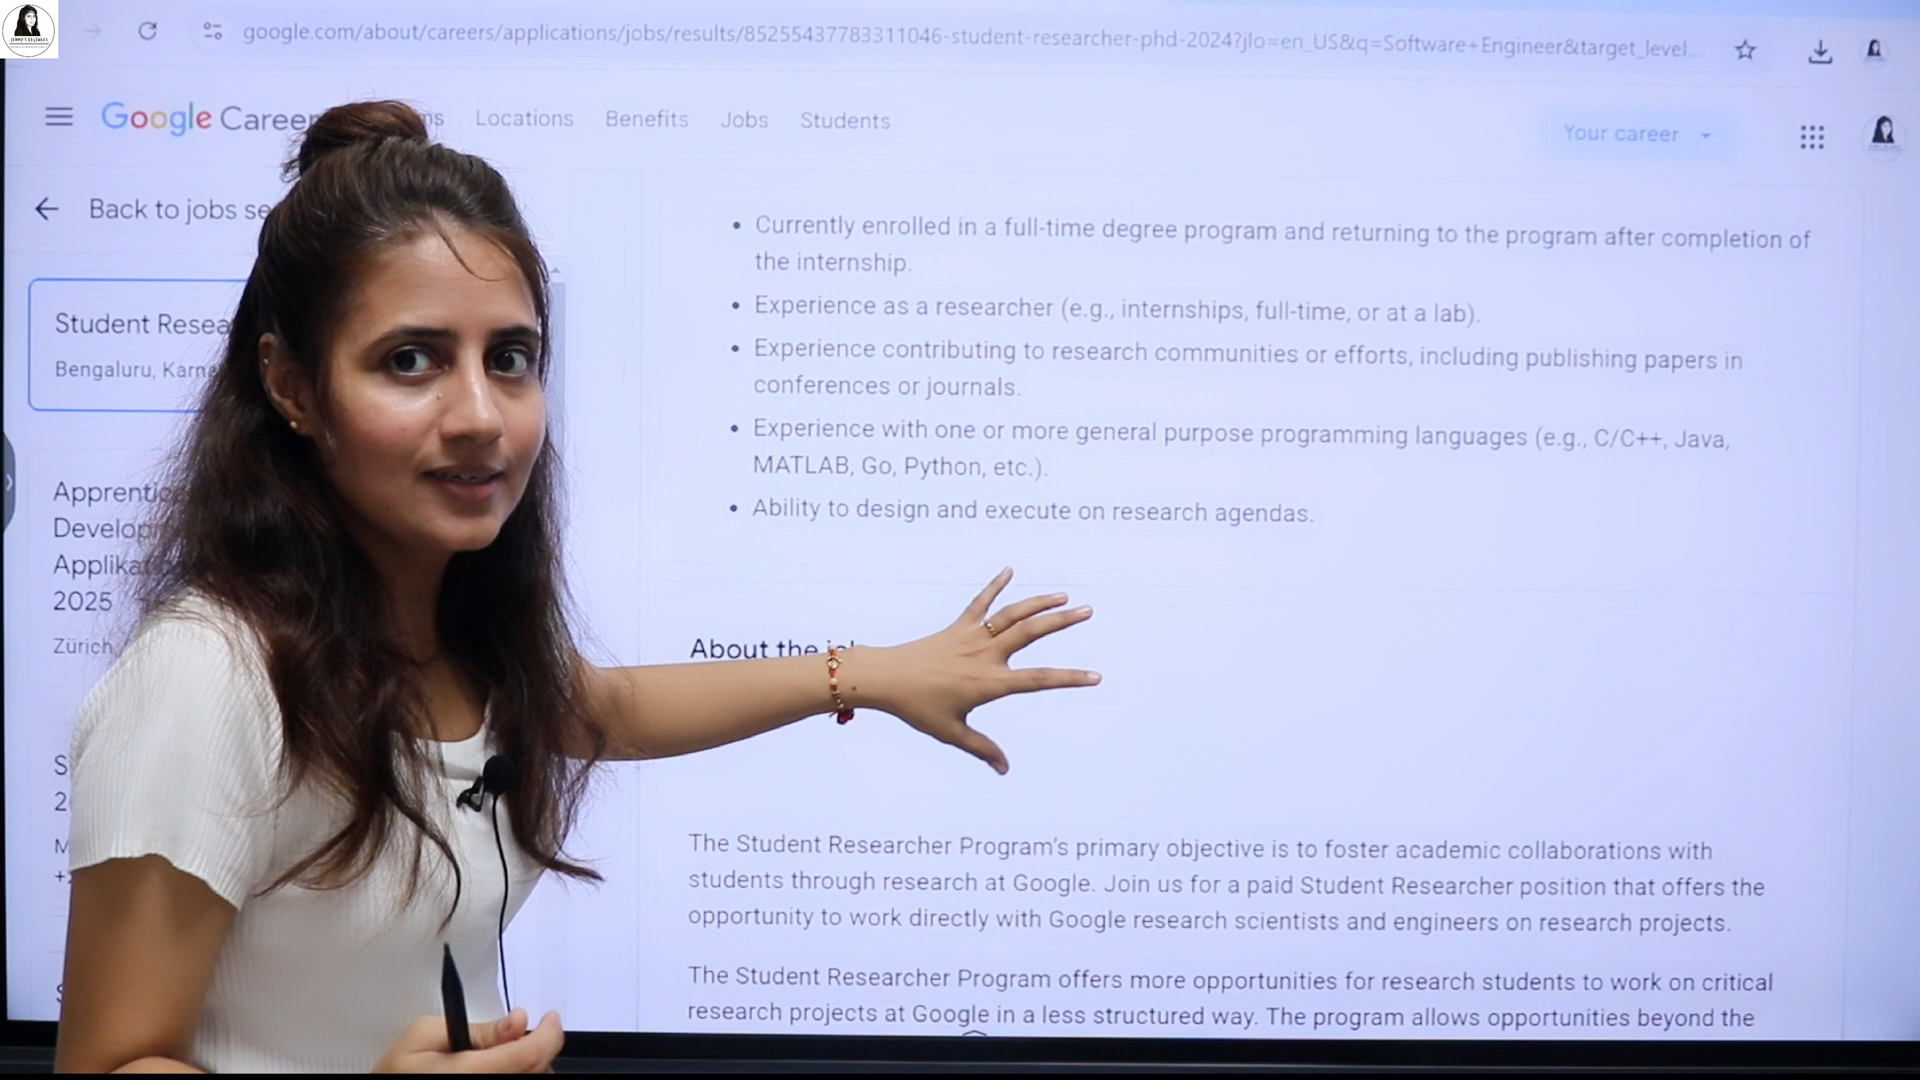 google.com/about/careers/applications/jobs/results/85255437783311046-student-researcher-phd-2024?jlo=en_US&q=Software+Engineer&target_level...
Google Career
Locations
Benefits
Jobs
Students
Your career
Back to jobs se
Student Resea
Bengaluru, Karna
Apprenti
Develop
Applika
2025
Zürich,
Currently enrolled in a full-time degree program and returning to the program after completion of
the internship.
Experience as a researcher (e.g., internships, full-time, or at a lab).
Experience contributing to research communities or efforts, including publishing papers in
conferences or journals.
Experience with one or more general purpose programming languages (e.g., C/C++, Java,
MATLAB, Go, Python, etc.).
Ability to design and execute on research agendas.
About the
The Student Researcher Program's primary objective is to foster academic collaborations with
students through research at Google. Join us for a paid Student Researcher position that offers the
opportunity to work directly with Google research scientists and engineers on research projects.
The Student Researcher Program offers more opportunities for research students to work on critical
research projects at Google in a less structured way. The program allows opportunities beyond the